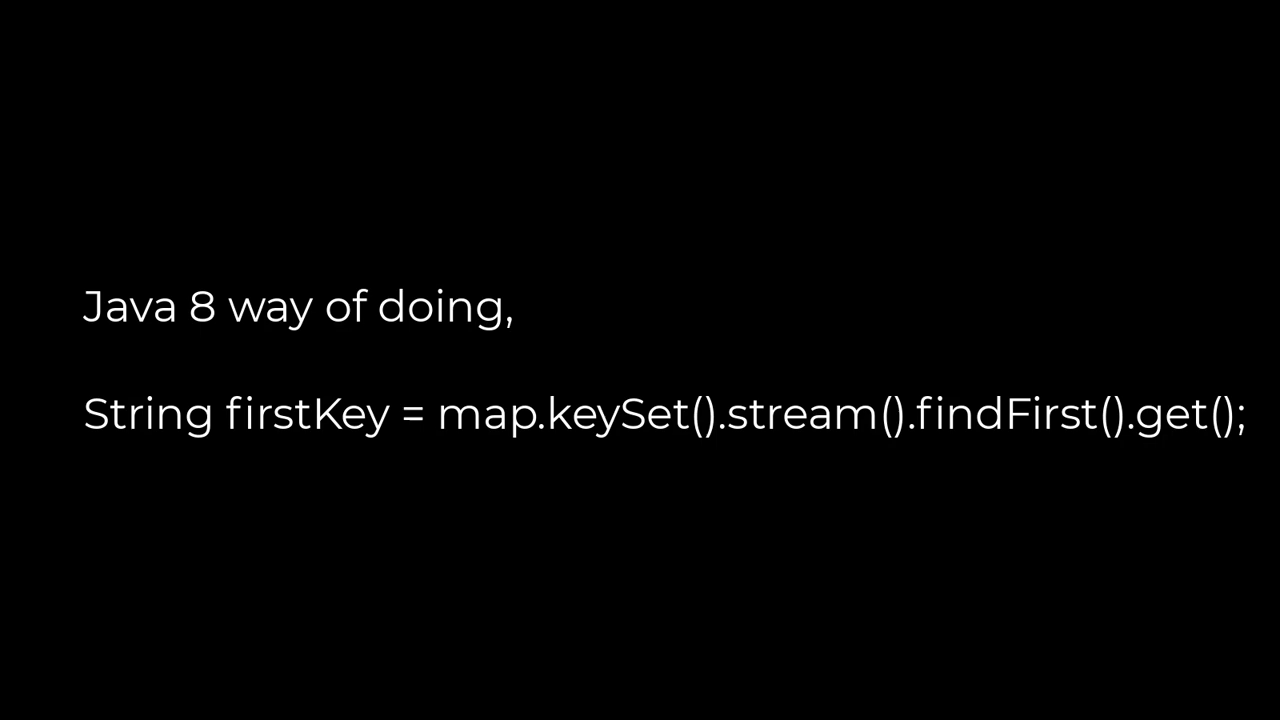 Java 8 way of doing,
String firstKey = map.keySet().stream().findFirst().get();